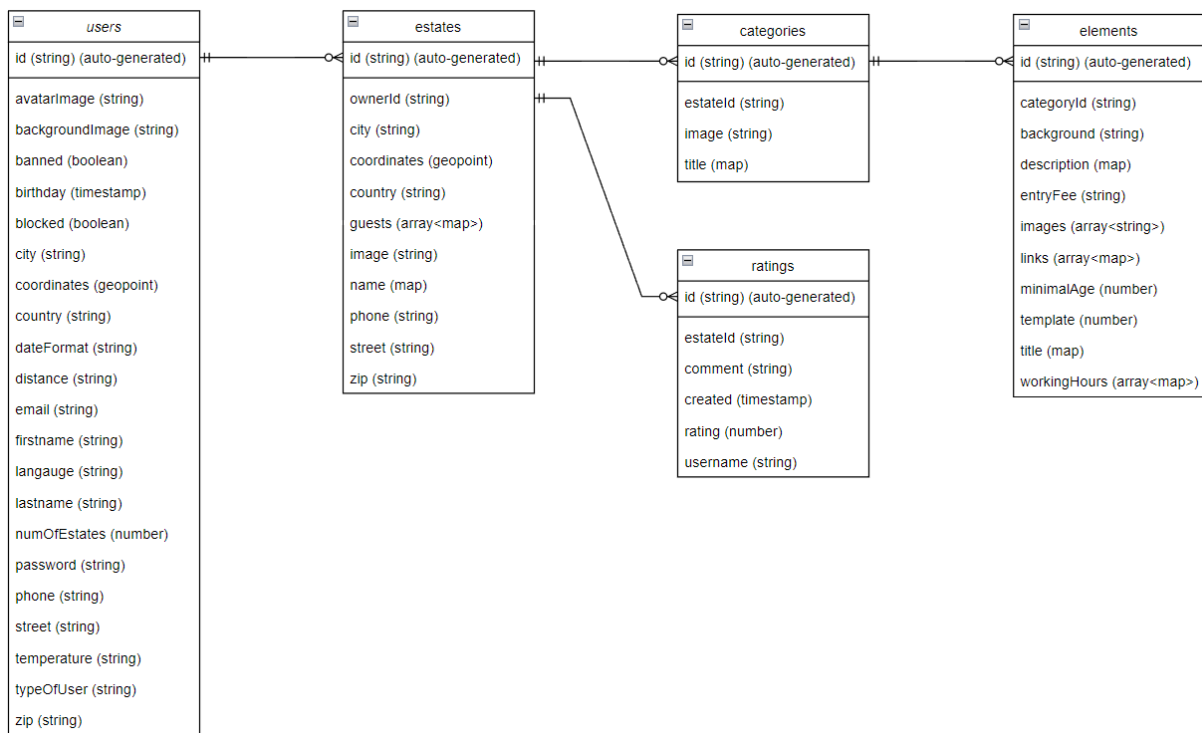 users
id (string) (auto-generated)
avatarImage (string)
backgroundImage (string)
banned (boolean)
birthday (timestamp)
blocked (boolean)
city (string)
coordinates (geopoint)
country (string)
dateFormat (string)
distance (string)
email (string)
firstname (string)
langauge (string)
lastname (string)
numOfEstates (number)
password (string)
phone (string)
street (string)
temperature (string)
typeOfUser (string)
zip (string)
estates
id (string) (auto-generated)
ownerId (string)
city (string)
coordinates (geopoint)
country (string)
guests (array<map>)
image (string)
name (map)
phone (string)
street (string)
zip (string)
categories
id (string) (auto-generated)
estateId (string)
image (string)
title (map)
ratings
id (string) (auto-generated)
estateId (string)
comment (string)
created (timestamp)
rating (number)
username (string)
elements
id (string) (auto-generated)
categoryId (string)
background (string)
description (map)
entryFee (string)
images (array<string>)
links (array<map>)
minimalAge (number)
template (number)
title (map)
workingHours (array<map>)